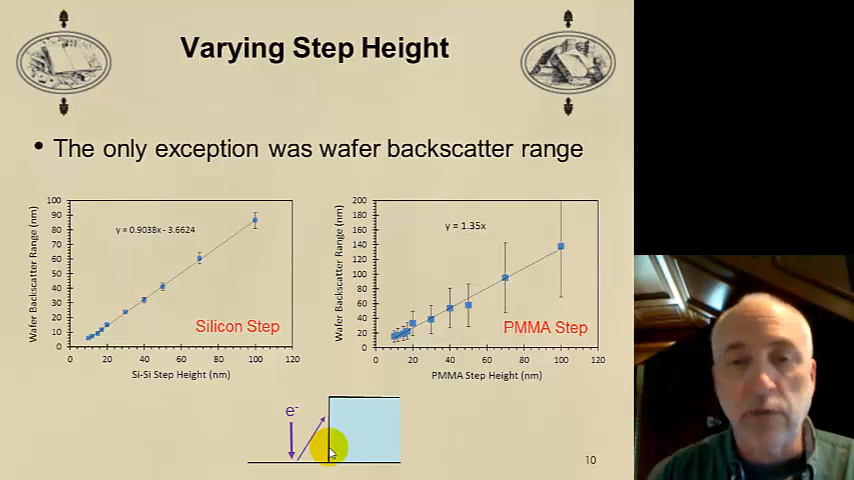 Varying Step Height
• The only exception was wafer backscatter range
Wafer Backscatter Range (nm)
100
90
80
70
60
50
40
30
20
10
0
y = 0.9038x - 3.6624
Silicon Step
0 20 40 60 80 100 120
Si-Si Step Height (nm)
Wafer Backscatter Range (nm)
200
180
160
140
120
100
80
60
40
20
0
y = 1.35x
PMMA Step
0 20 40 60 80 100 120
PMMA Step Height (nm)
e-
10